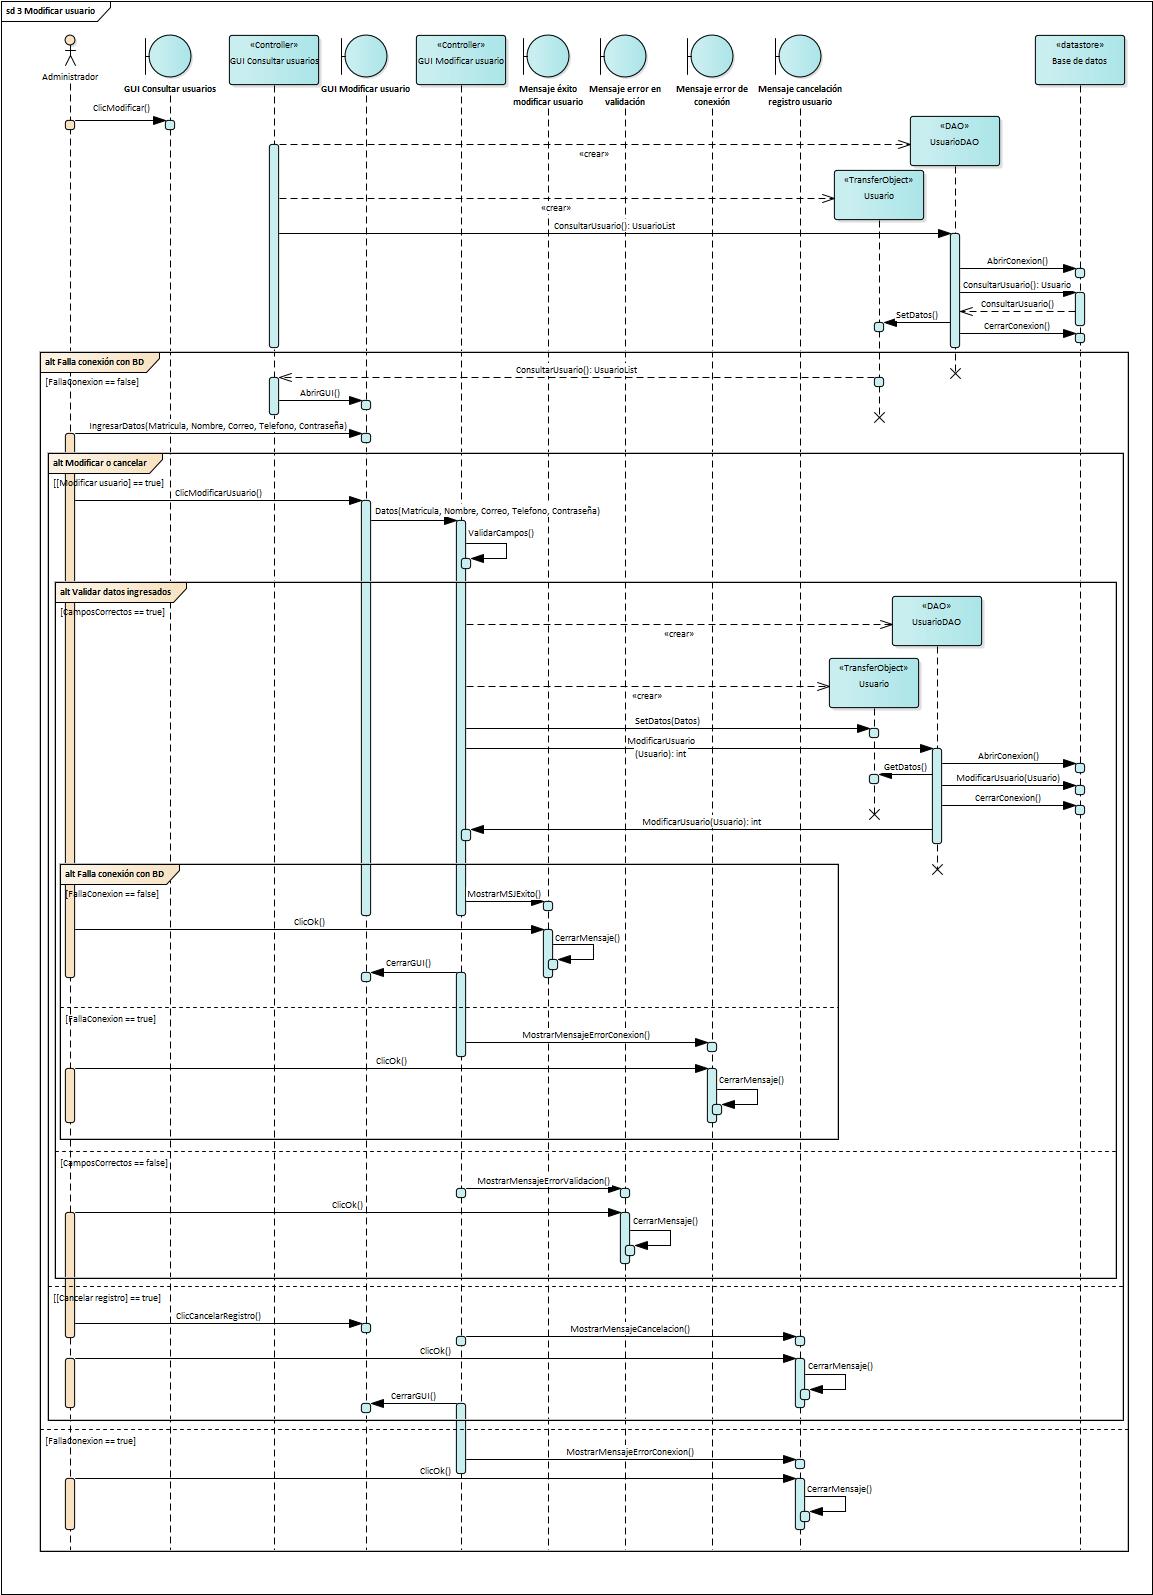 sd 3 Modificar usuario
Administrador
GUI Consultar usuarios
«Controller»
GUI Consultar usuarios
GUI Modificar usuario
«Controller»
GUI Modificar usuario
Mensaje éxito
modificar usuario
Mensaje error en
validación
Mensaje error de
conexión
Mensaje cancelación
registro usuario
«datastore»
Base de datos
ClicModificar()
«DAO»
UsuarioDAO
«crear»
«TransferObject»
Usuario
«crear»
ConsultarUsuario(): UsuarioList
AbrirConexion()
ConsultarUsuario(): Usuario
ConsultarUsuario()
SetDatos()
CerrarConexion()
alt Falla conexión con BD
[FallaConexion == false]
ConsultarUsuario(): UsuarioList
AbrirGUI()
IngresarDatos(Matricula, Nombre, Correo, Telefono, Contraseña)
alt Modificar o cancelar
[[Modificar usuario] == true]
ClicModificarUsuario()
Datos(Matricula, Nombre, Correo, Telefono, Contraseña)
ValidarCampos()
alt Validar datos ingresados
[CamposCorrectos == true]
«DAO»
UsuarioDAO
«crear»
«TransferObject»
Usuario
«crear»
SetDatos(Datos)
ModificarUsuario
(Usuario): int
AbrirConexion()
GetDatos()
ModificarUsuario(Usuario)
CerrarConexion()
ModificarUsuario(Usuario): int
alt Falla conexión con BD
[FallaConexion == false]
MostrarMSJExito()
ClicOk()
CerrarMensaje()
CerrarGUI()
[FallaConexion == true]
MostrarMensajeErrorConexion()
ClicOk()
CerrarMensaje()
[CamposCorrectos == false]
MostrarMensajeErrorValidacion()
ClicOk()
CerrarMensaje()
[[Cancelar registro] == true]
ClicCancelarRegistro()
MostrarMensajeCancelacion()
ClicOk()
CerrarMensaje()
CerrarGUI()
[FallaConexion == true]
MostrarMensajeErrorConexion()
ClicOk()
CerrarMensaje()